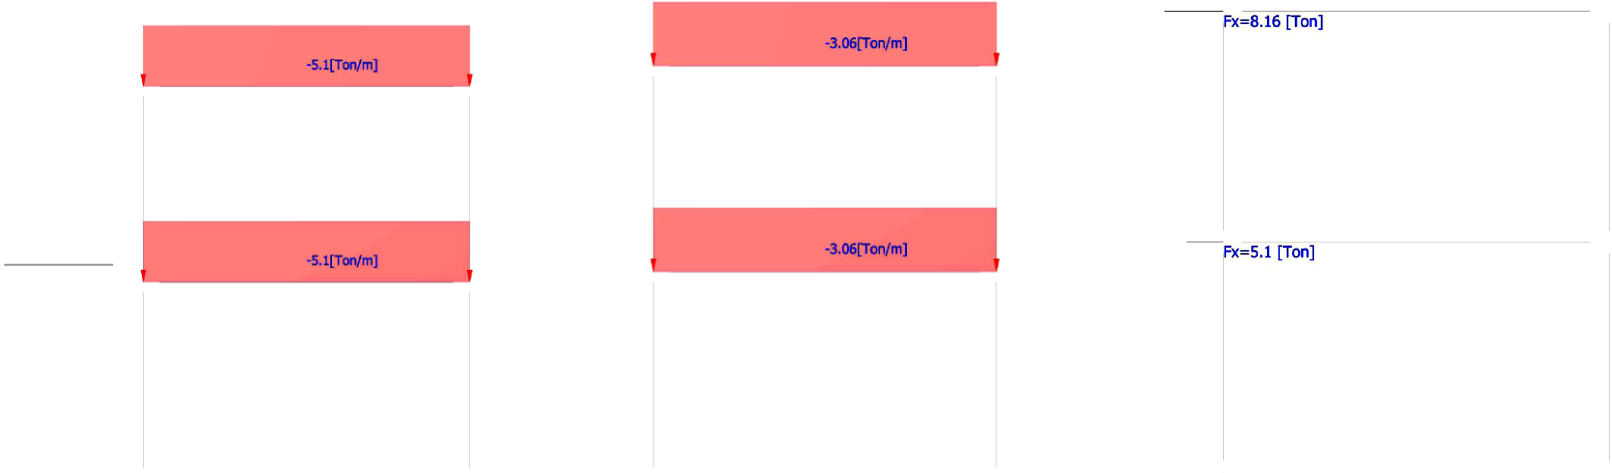 -5.1[Ton/m]
-5.1[Ton/m]
-3.06[Ton/m]
-3.06[Ton/m]
Fx=8.16 [Ton]
Fx=5.1 [Ton]